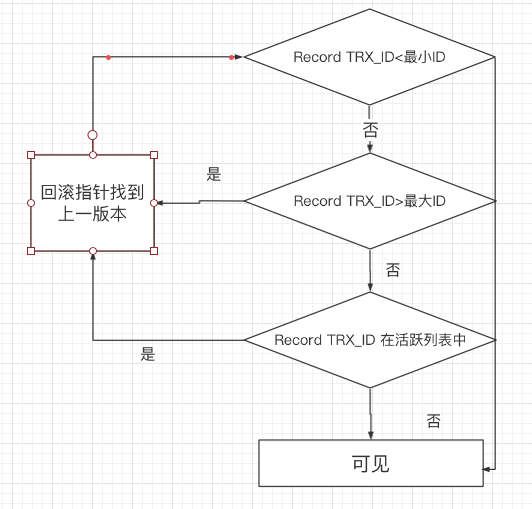 Record TRX_ID<最小ID
否
是
回滚指针找到
上一版本
Record TRX_ID>最大ID
否
Record TRX_ID 在活跃列表中
是
否
可见